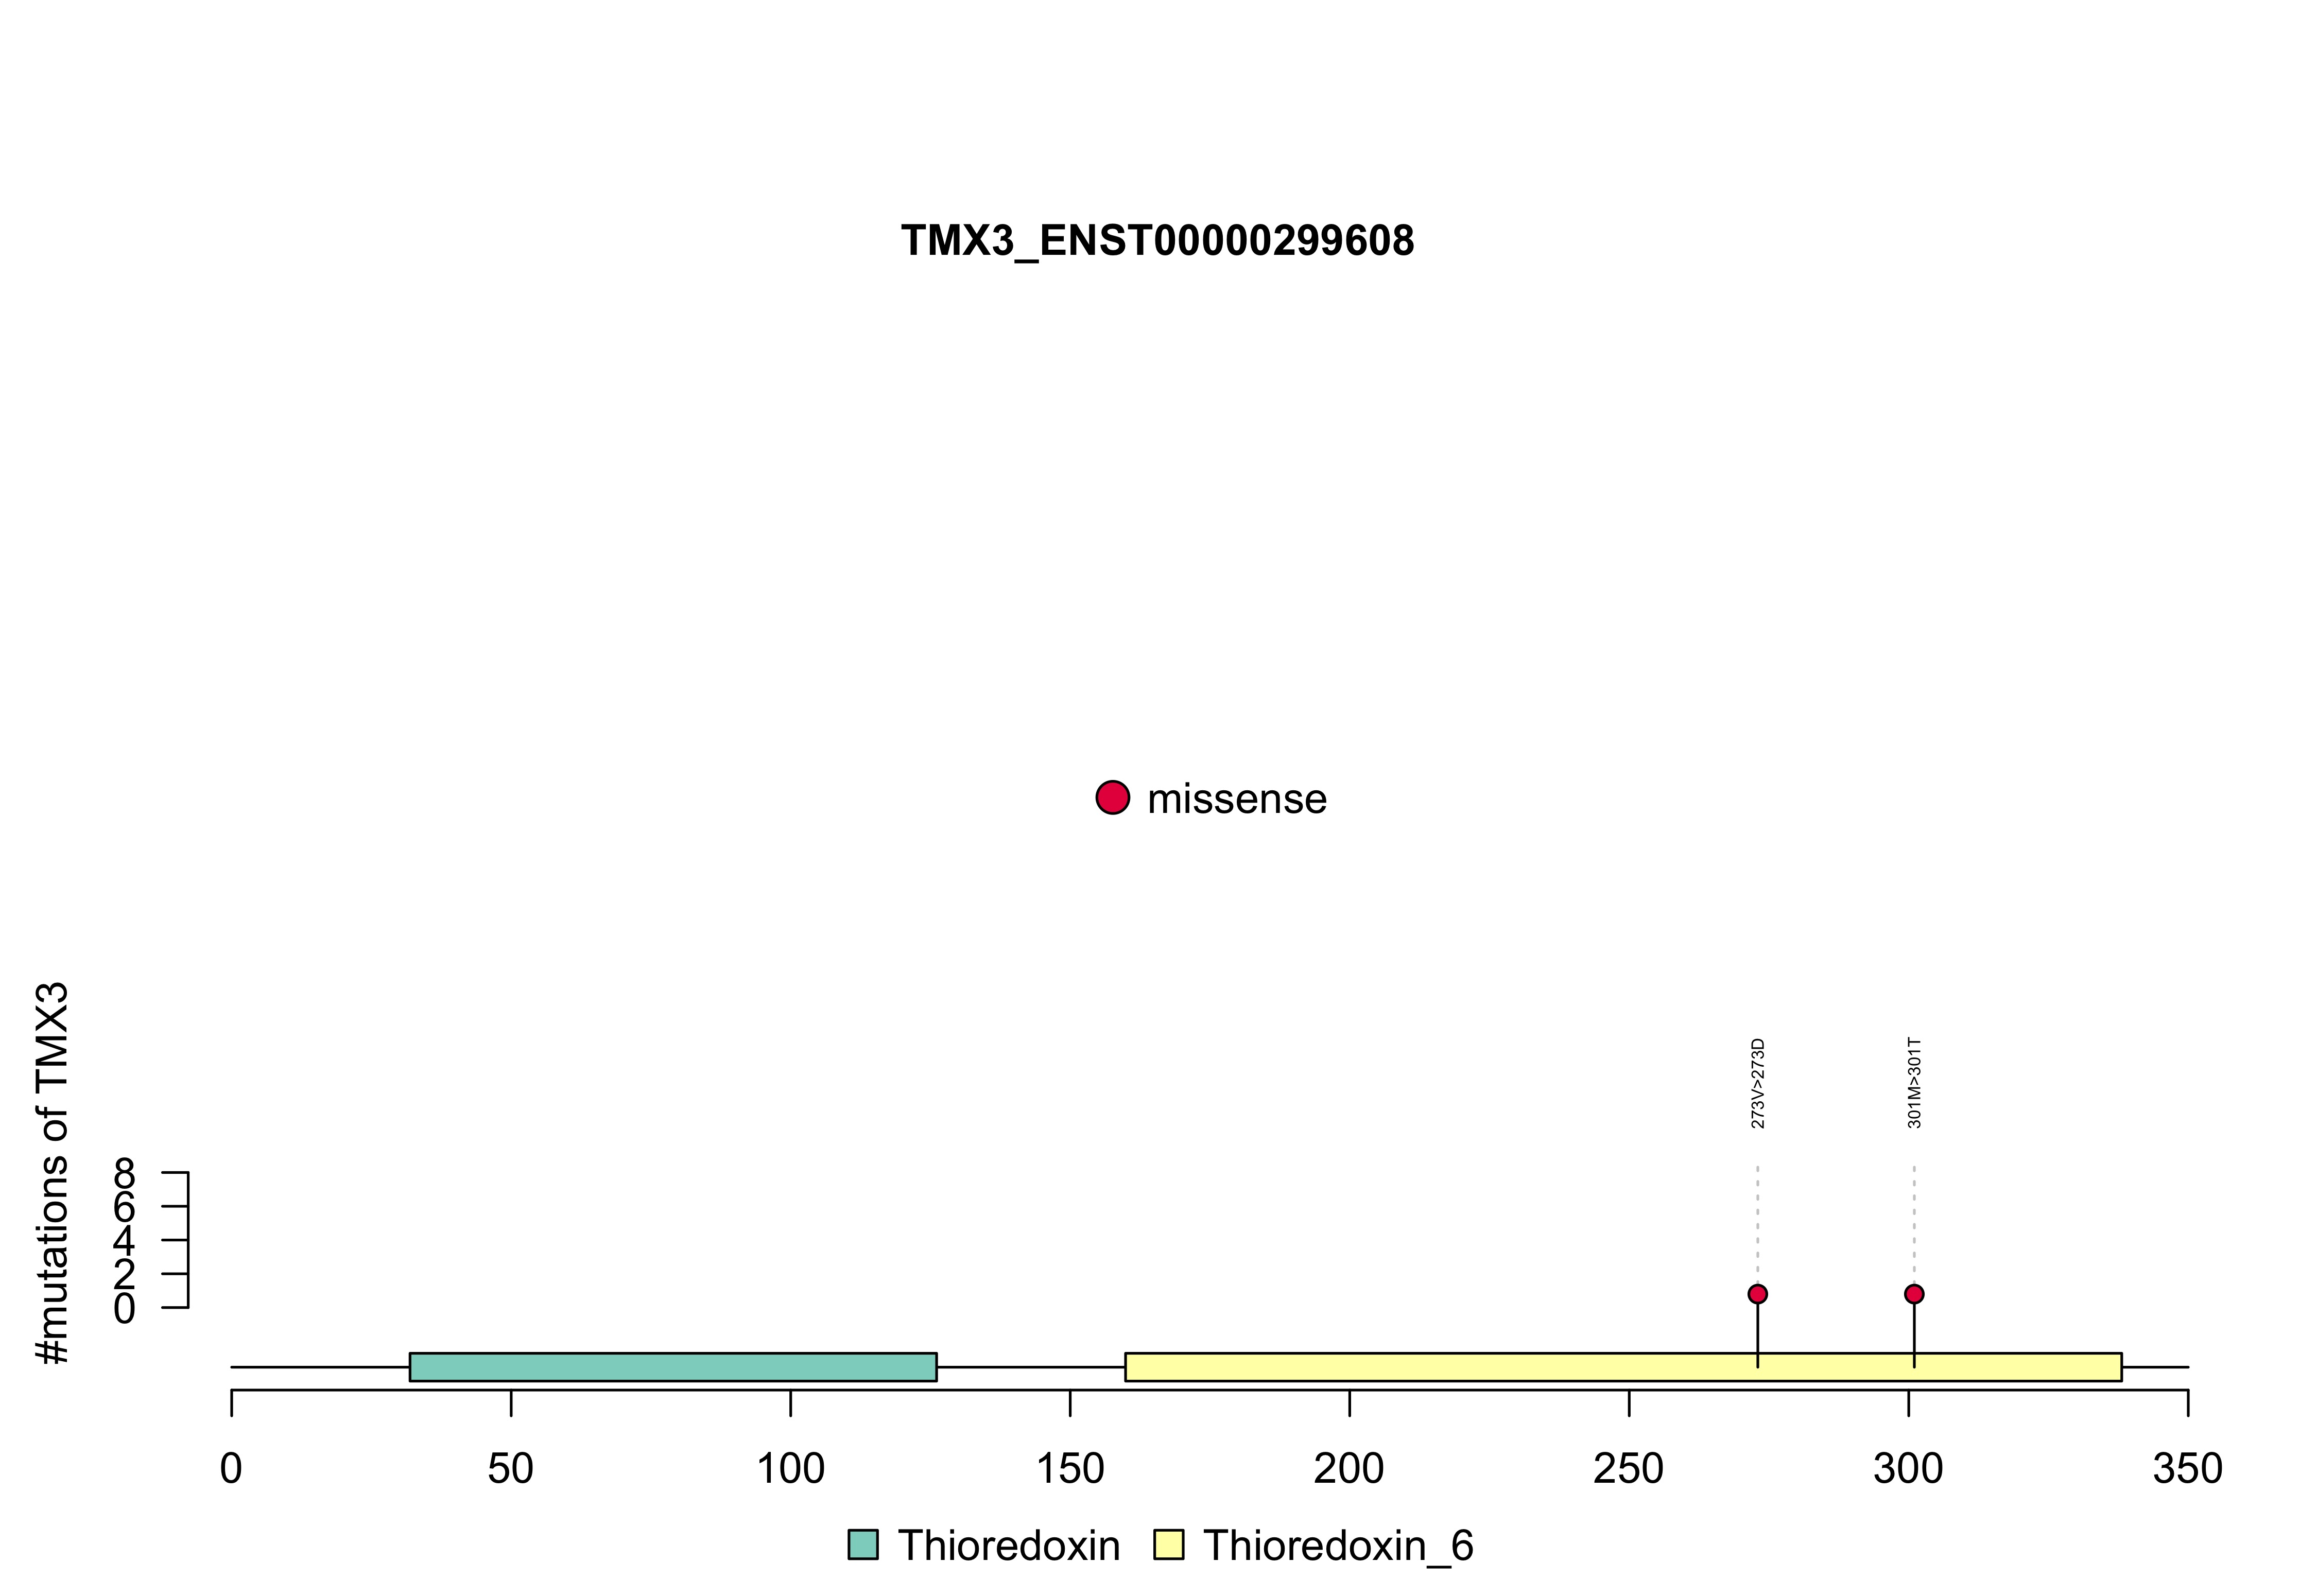 TMX3_ENST00000299608
missense
#mutations of TMX3
273V>273D
301M>301T
8
6
4
2
0
0 50 100 150 200 250 300 350
Thioredoxin Thioredoxin_6